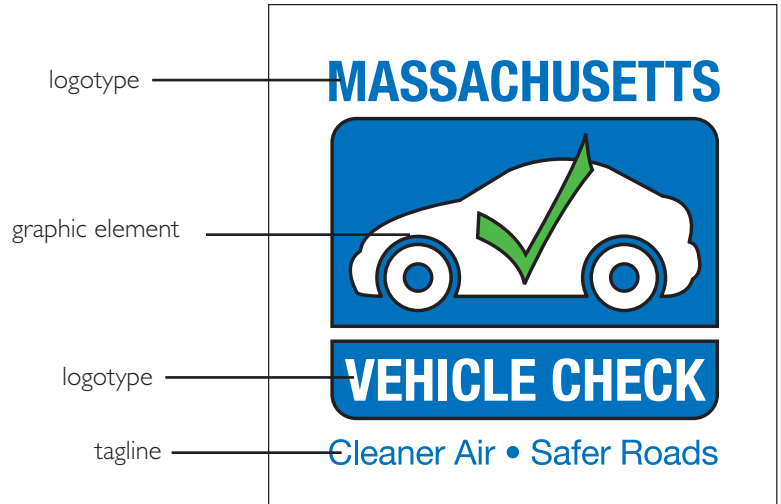 logotype
MASSACHUSETTS
graphic element
logotype
VEHICLE CHECK
tagline
Cleaner Air • Safer Roads